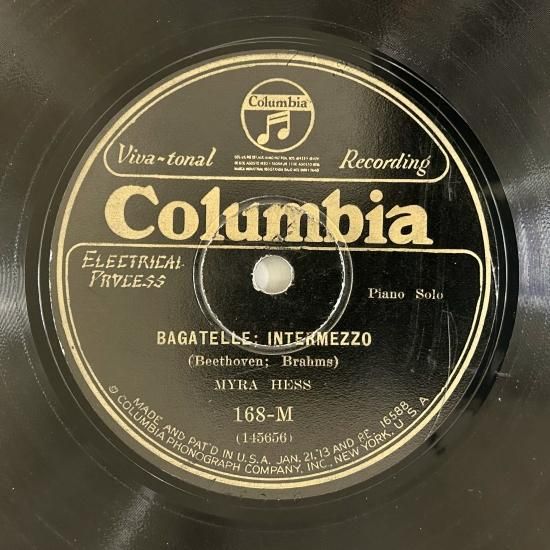 Columbia
Viva-tonal Recording
Columbia
ELECTRICAL
PROCESS
Piano Solo
BAGATELLE; INTERMEZZO
(Beethoven; Brahms)
MYRA HESS
168-M
(145656)
MADE AND PAT'D IN U.S.A. JAN. 21, '13 AND RE. 16588
© COLUMBIA PHONOGRAPH COMPANY, INC., NEW YORK, U.S.A